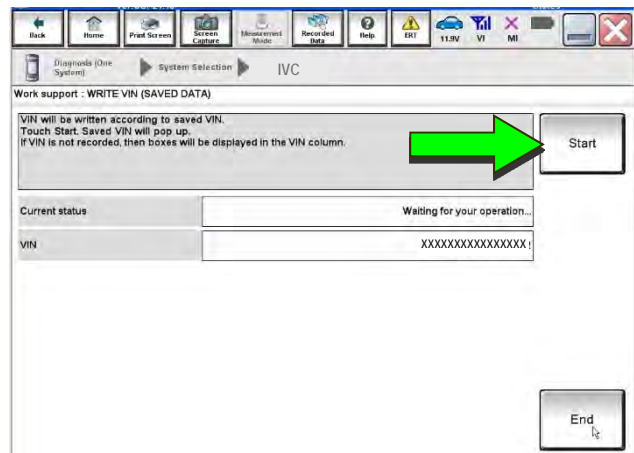 Back
Home
Print Screen
Screen Capture
Measurement Mode
Recorded Data
Help
ERT
11.9V
VI
MI
Diagnosis (One System)
System Selection
IVC
Work support : WRITE VIN (SAVED DATA)
VIN will be written according to saved VIN.
Touch Start. Saved VIN will pop up.
If VIN is not recorded, then boxes will be displayed in the VIN column.
Start
Current status
Waiting for your operation...
VIN
XXXXXXXXXXXXXXXX
End